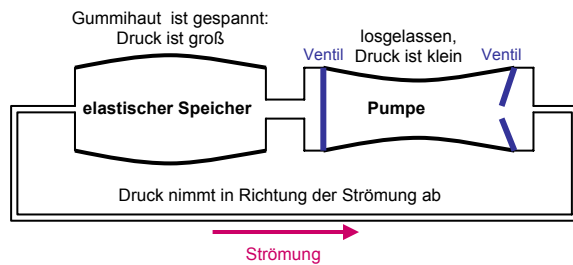 Gummihaut ist gespannt:
Druck ist groß
losgelassen,
Druck ist klein
Ventil
Ventil
elastischer Speicher
Pumpe
Druck nimmt in Richtung der Strömung ab
Strömung